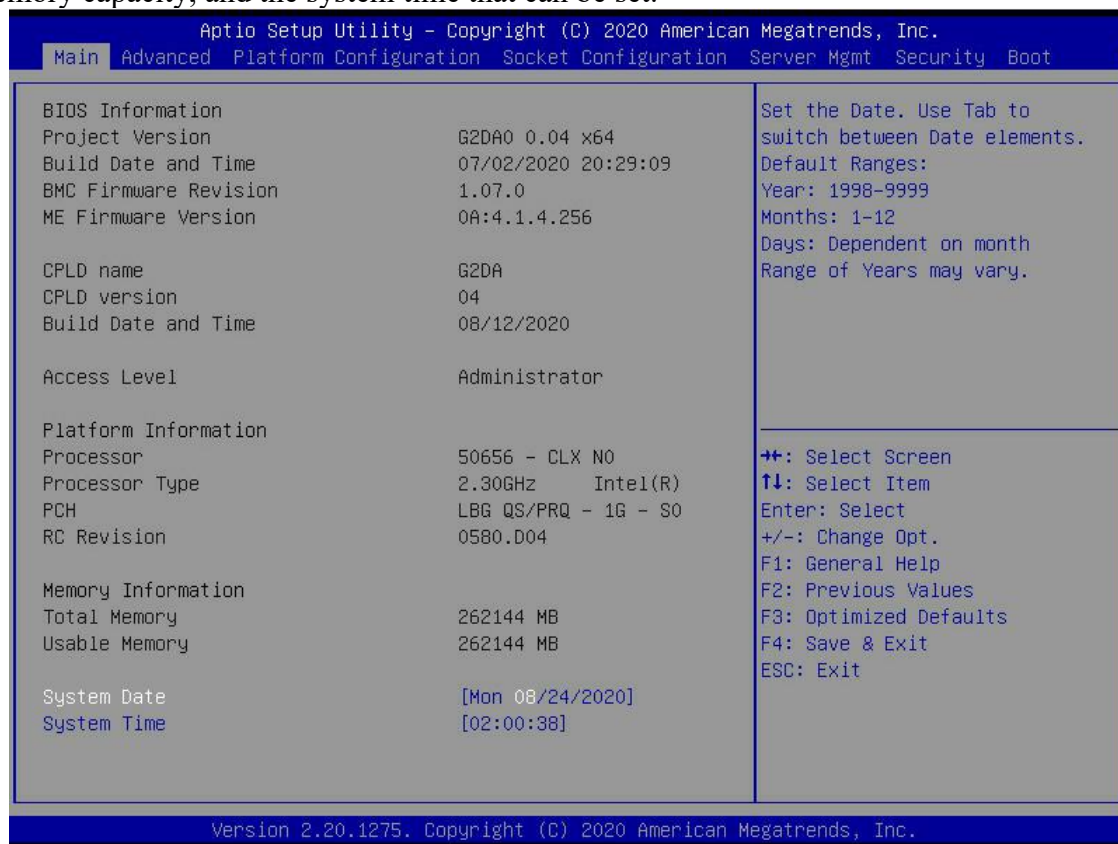 Aptio Setup Utility – Copyright (C) 2020 American Megatrends, Inc.
Main Advanced Platform Configuration Socket Configuration Server Mgmt Security Boot
BIOS Information
Project Version G2DA0 0.04 x64
Build Date and Time 07/02/2020 20:29:09
BMC Firmware Revision 1.07.0
ME Firmware Version 0A:4.1.4.256
CPLD name G2DA
CPLD version 04
Build Date and Time 08/12/2020
Access Level Administrator
Platform Information
Processor 50656 – CLX N0
Processor Type 2.30GHz Intel(R)
PCH LBG QS/PRQ – 1G – S0
RC Revision 0580.D04
Memory Information
Total Memory 262144 MB
Usable Memory 262144 MB
System Date [Mon 08/24/2020]
System Time [02:00:38]
Set the Date. Use Tab to
switch between Date elements.
Default Ranges:
Year: 1998–9999
Months: 1–12
Days: Dependent on month
Range of Years may vary.
→←: Select Screen
↑↓: Select Item
Enter: Select
+/–: Change Opt.
F1: General Help
F2: Previous Values
F3: Optimized Defaults
F4: Save & Exit
ESC: Exit
Version 2.20.1275. Copyright (C) 2020 American Megatrends, Inc.